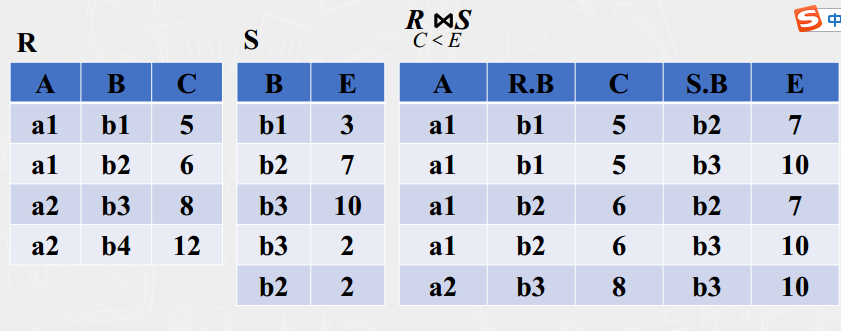 R ⋈ S
C < E
R
A B C
a1 b1 5
a1 b2 6
a2 b3 8
a2 b4 12
S
B E
b1 3
b2 7
b3 10
b3 2
b2 2
A R.B C S.B E
a1 b1 5 b2 7
a1 b1 5 b3 10
a1 b2 6 b2 7
a1 b2 6 b3 10
a2 b3 8 b3 10
S 中